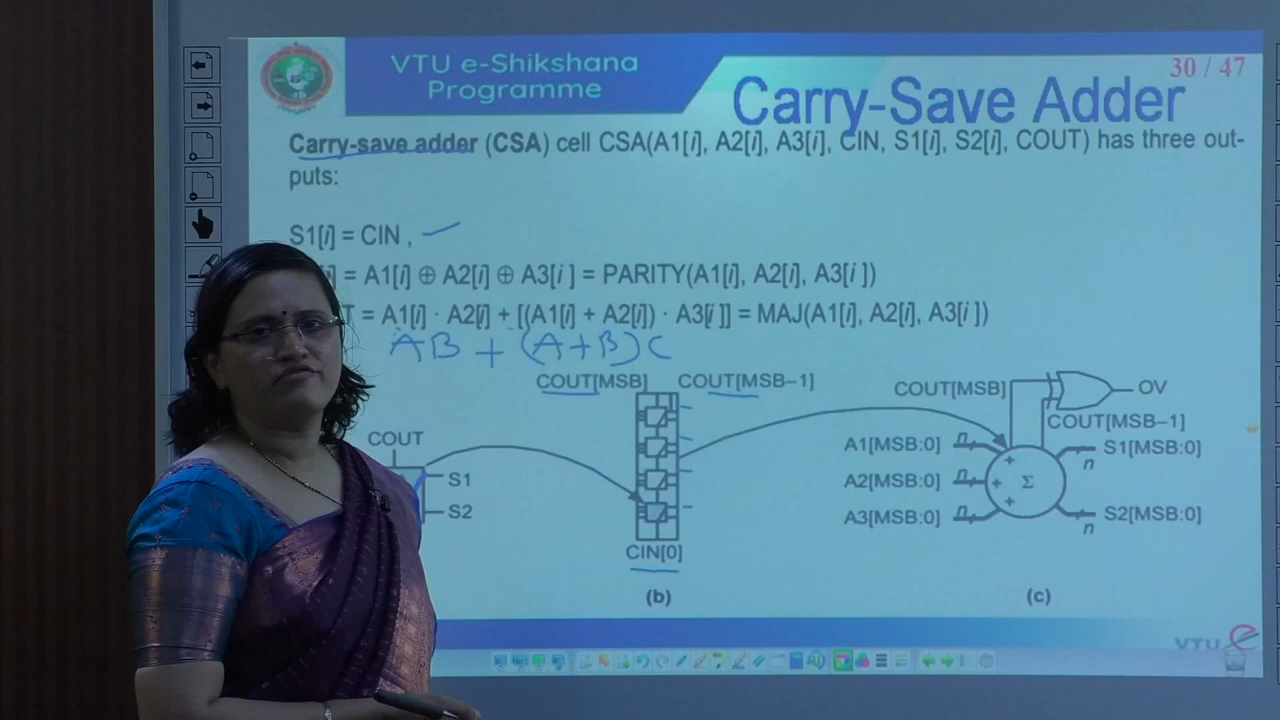 VTU e-Shikshana
Programme
30 / 47
Carry-Save Adder
Carry-save adder (CSA) cell CSA(A1[i], A2[i], A3[i], CIN, S1[i], S2[i], COUT) has three out-
puts:
S1[i] = CIN ,
] = A1[i] ⊕ A2[i] ⊕ A3[i ] = PARITY(A1[i], A2[i], A3[i ])
T = A1[i] · A2[i] + [(A1[i] + A2[i]) · A3[i ]] = MAJ(A1[i], A2[i], A3[i ])
AB + (A+B)C
COUT[MSB] COUT[MSB–1]
COUT[MSB]
OV
COUT[MSB–1]
COUT
S1
S2
CIN[0]
A1[MSB:0] n
A2[MSB:0] n
A3[MSB:0] n
+
+ Σ
+
S1[MSB:0]
n
S2[MSB:0]
n
(b)
(c)
VTU e